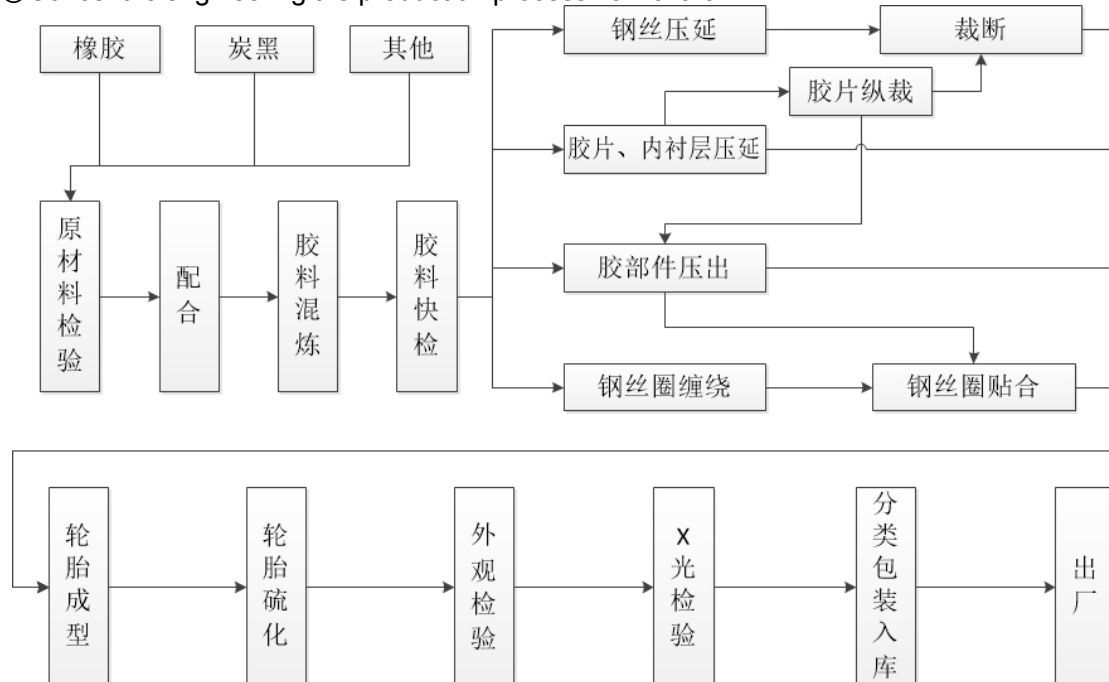 橡胶
炭黑
其他
钢丝压延
裁断
胶片纵裁
胶片、内衬层压延
原材料检验
配合
胶料混炼
胶料快检
胶部件压出
钢丝圈缠绕
钢丝圈贴合
轮胎成型
轮胎硫化
外观检验
X光检验
分类包装入库
出厂